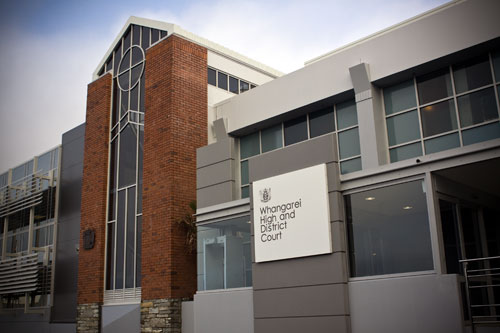 Whangarei
High and
District
Court